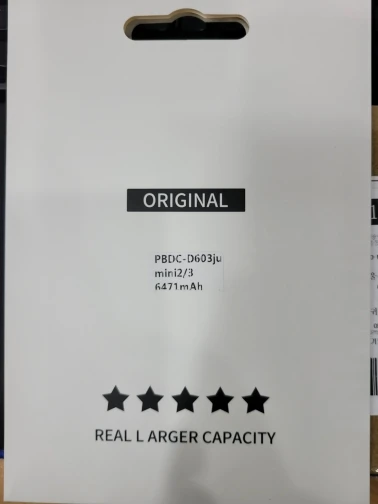 ORIGINAL
PBDC-D603ju
mini2/3
6471mAh
REAL L ARGER CAPACITY